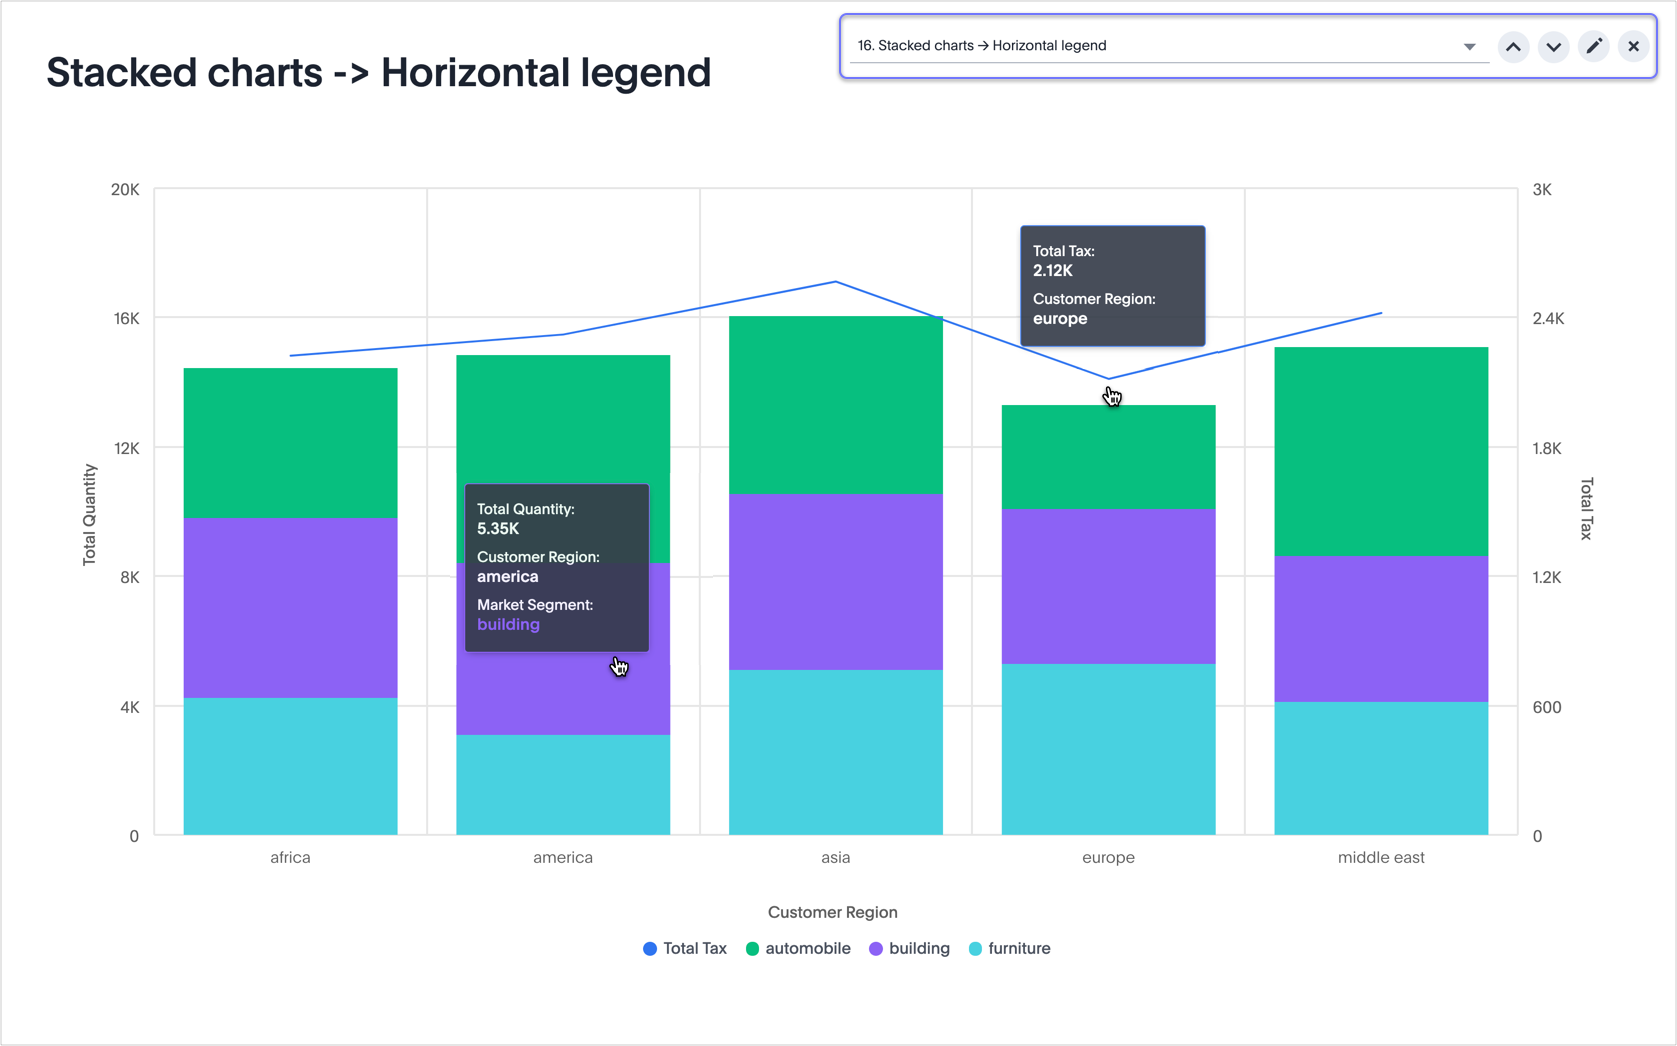 16. Stacked charts → Horizontal legend
Stacked charts -> Horizontal legend
20K
16K
12K
8K
4K
0
Total Quantity
3K
2.4K
1.8K
1.2K
600
0
Total Tax
Total Tax:
2.12K
Customer Region:
europe
Total Quantity:
5.35K
Customer Region:
america
Market Segment:
building
africa america asia europe middle east
Customer Region
Total Tax automobile building furniture